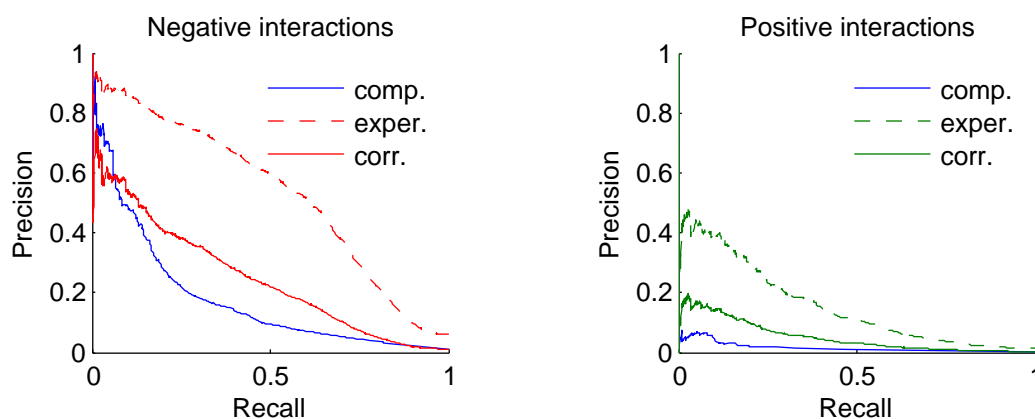 Negative interactions
1
0.8
0.6
0.4
0.2
0
Precision
comp.
exper.
corr.
0
0.5
1
Recall
Positive interactions
1
0.8
0.6
0.4
0.2
0
Precision
comp.
exper.
corr.
0
0.5
1
Recall